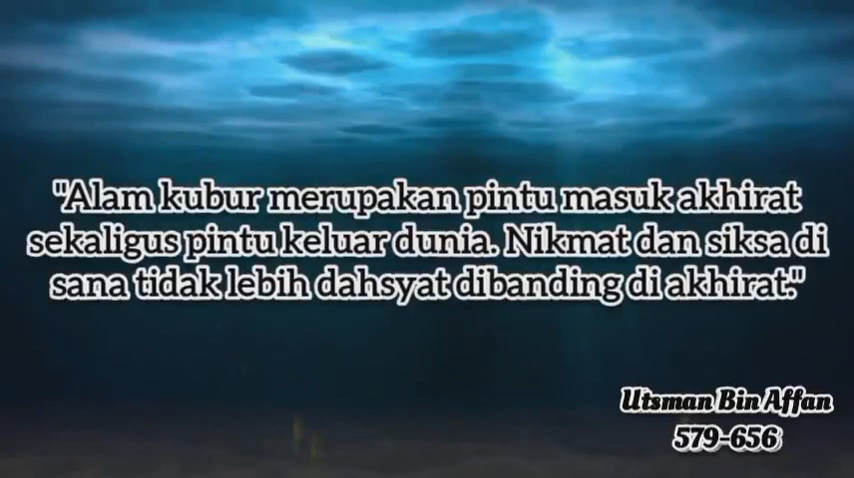 "Alam kubur merupakan pintu masuk akhirat
sekaligus pintu keluar dunia. Nikmat dan siksa di
sana tidak lebih dahsyat dibanding di akhirat."
Utsman Bin Affan
579-656